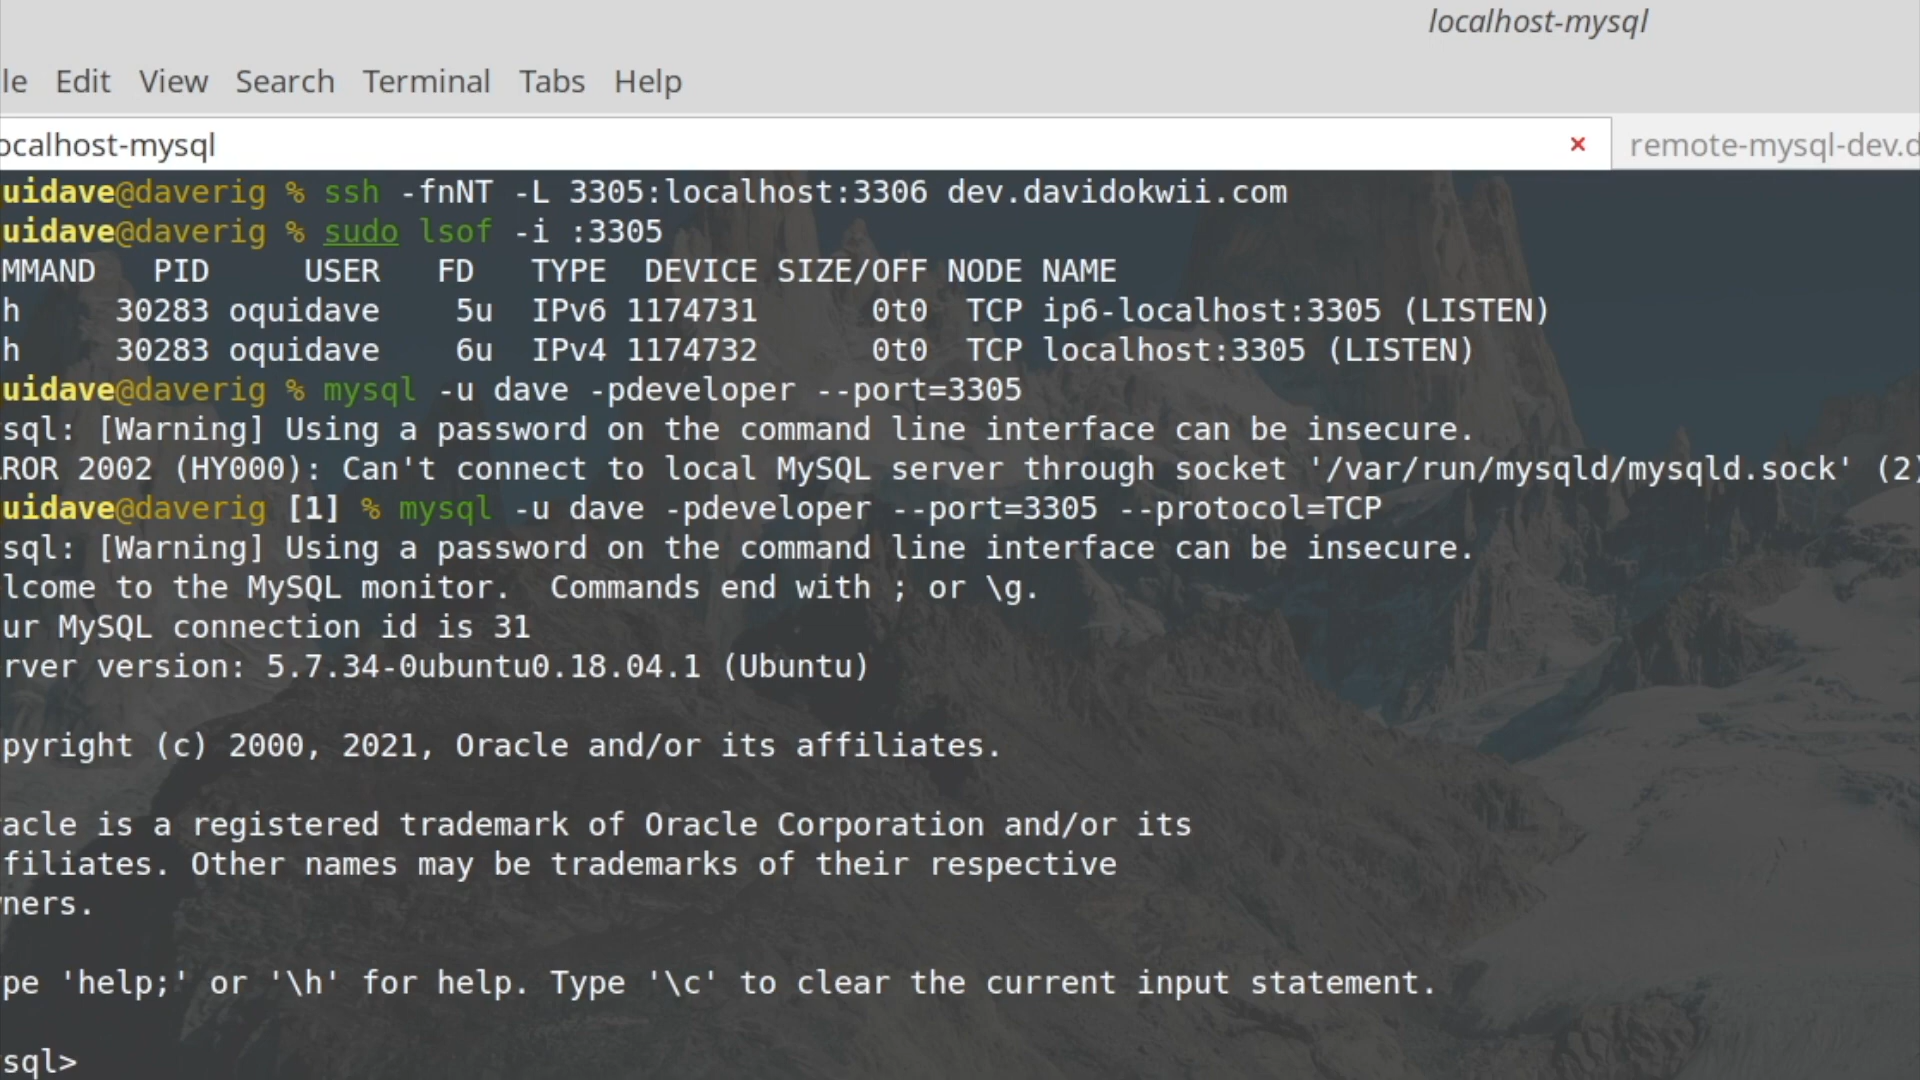 localhost-mysql
le Edit View Search Terminal Tabs Help
ocalhost-mysql × remote-mysql-dev.d
uidave@daverig % ssh -fnNT -L 3305:localhost:3306 dev.davidokwii.com
uidave@daverig % sudo lsof -i :3305
MMAND PID USER FD TYPE DEVICE SIZE/OFF NODE NAME
h 30283 oquidave 5u IPv6 1174731 0t0 TCP ip6-localhost:3305 (LISTEN)
h 30283 oquidave 6u IPv4 1174732 0t0 TCP localhost:3305 (LISTEN)
uidave@daverig % mysql -u dave -pdeveloper --port=3305
sql: [Warning] Using a password on the command line interface can be insecure.
ROR 2002 (HY000): Can't connect to local MySQL server through socket '/var/run/mysqld/mysqld.sock' (2)
uidave@daverig [1] % mysql -u dave -pdeveloper --port=3305 --protocol=TCP
sql: [Warning] Using a password on the command line interface can be insecure.
lcome to the MySQL monitor.  Commands end with ; or \g.
ur MySQL connection id is 31
rver version: 5.7.34-0ubuntu0.18.04.1 (Ubuntu)
pyright (c) 2000, 2021, Oracle and/or its affiliates.
acle is a registered trademark of Oracle Corporation and/or its
filiates. Other names may be trademarks of their respective
ners.
pe 'help;' or '\h' for help. Type '\c' to clear the current input statement.
sql>